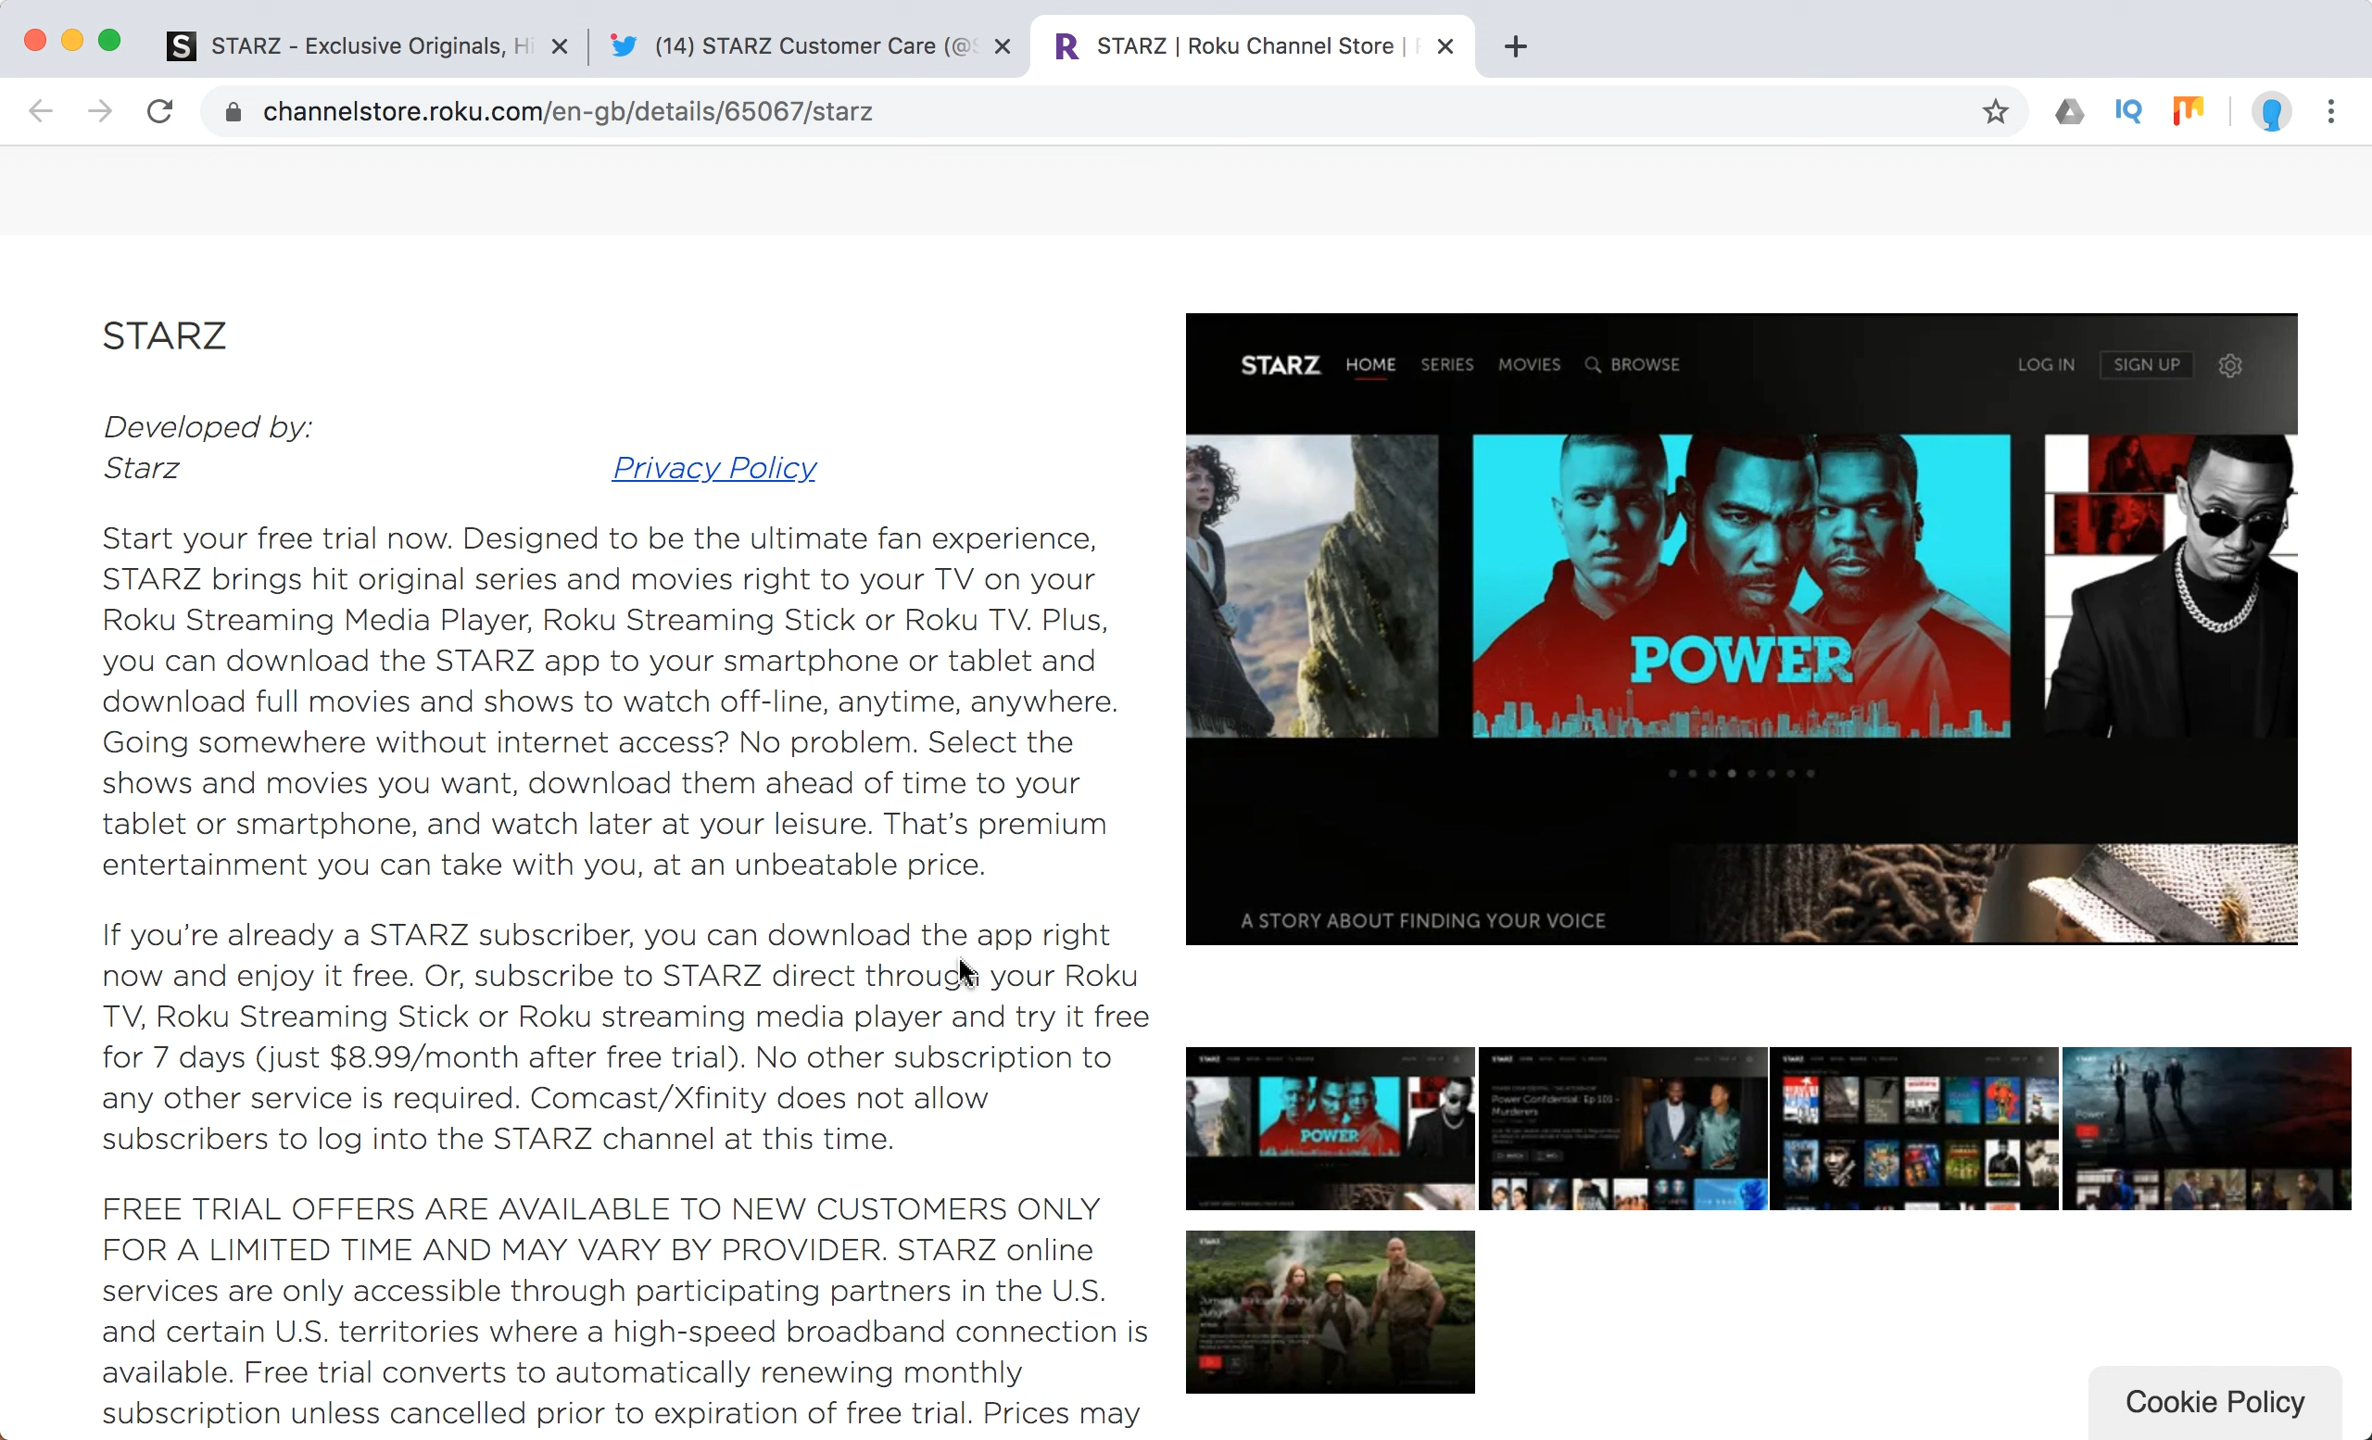 STARZ - Exclusive Originals, Hi
(14) STARZ Customer Care (@S
STARZ | Roku Channel Store |
channelstore.roku.com/en-gb/details/65067/starz
IQ
STARZ
Developed by:
Starz
Privacy Policy
Start your free trial now. Designed to be the ultimate fan experience,
STARZ brings hit original series and movies right to your TV on your
Roku Streaming Media Player, Roku Streaming Stick or Roku TV. Plus,
you can download the STARZ app to your smartphone or tablet and
download full movies and shows to watch off-line, anytime, anywhere.
Going somewhere without internet access? No problem. Select the
shows and movies you want, download them ahead of time to your
tablet or smartphone, and watch later at your leisure. That’s premium
entertainment you can take with you, at an unbeatable price.
If you’re already a STARZ subscriber, you can download the app right
now and enjoy it free. Or, subscribe to STARZ direct through your Roku
TV, Roku Streaming Stick or Roku streaming media player and try it free
for 7 days (just $8.99/month after free trial). No other subscription to
any other service is required. Comcast/Xfinity does not allow
subscribers to log into the STARZ channel at this time.
FREE TRIAL OFFERS ARE AVAILABLE TO NEW CUSTOMERS ONLY
FOR A LIMITED TIME AND MAY VARY BY PROVIDER. STARZ online
services are only accessible through participating partners in the U.S.
and certain U.S. territories where a high-speed broadband connection is
available. Free trial converts to automatically renewing monthly
subscription unless cancelled prior to expiration of free trial. Prices may
STARZ HOME SERIES MOVIES BROWSE LOG IN SIGN UP
POWER
A STORY ABOUT FINDING YOUR VOICE
STARZ
POWER
STARZ
Power Confidential: Ep 101 -
Murderers
STARZ
STARZ
Power
STARZ
Cookie Policy